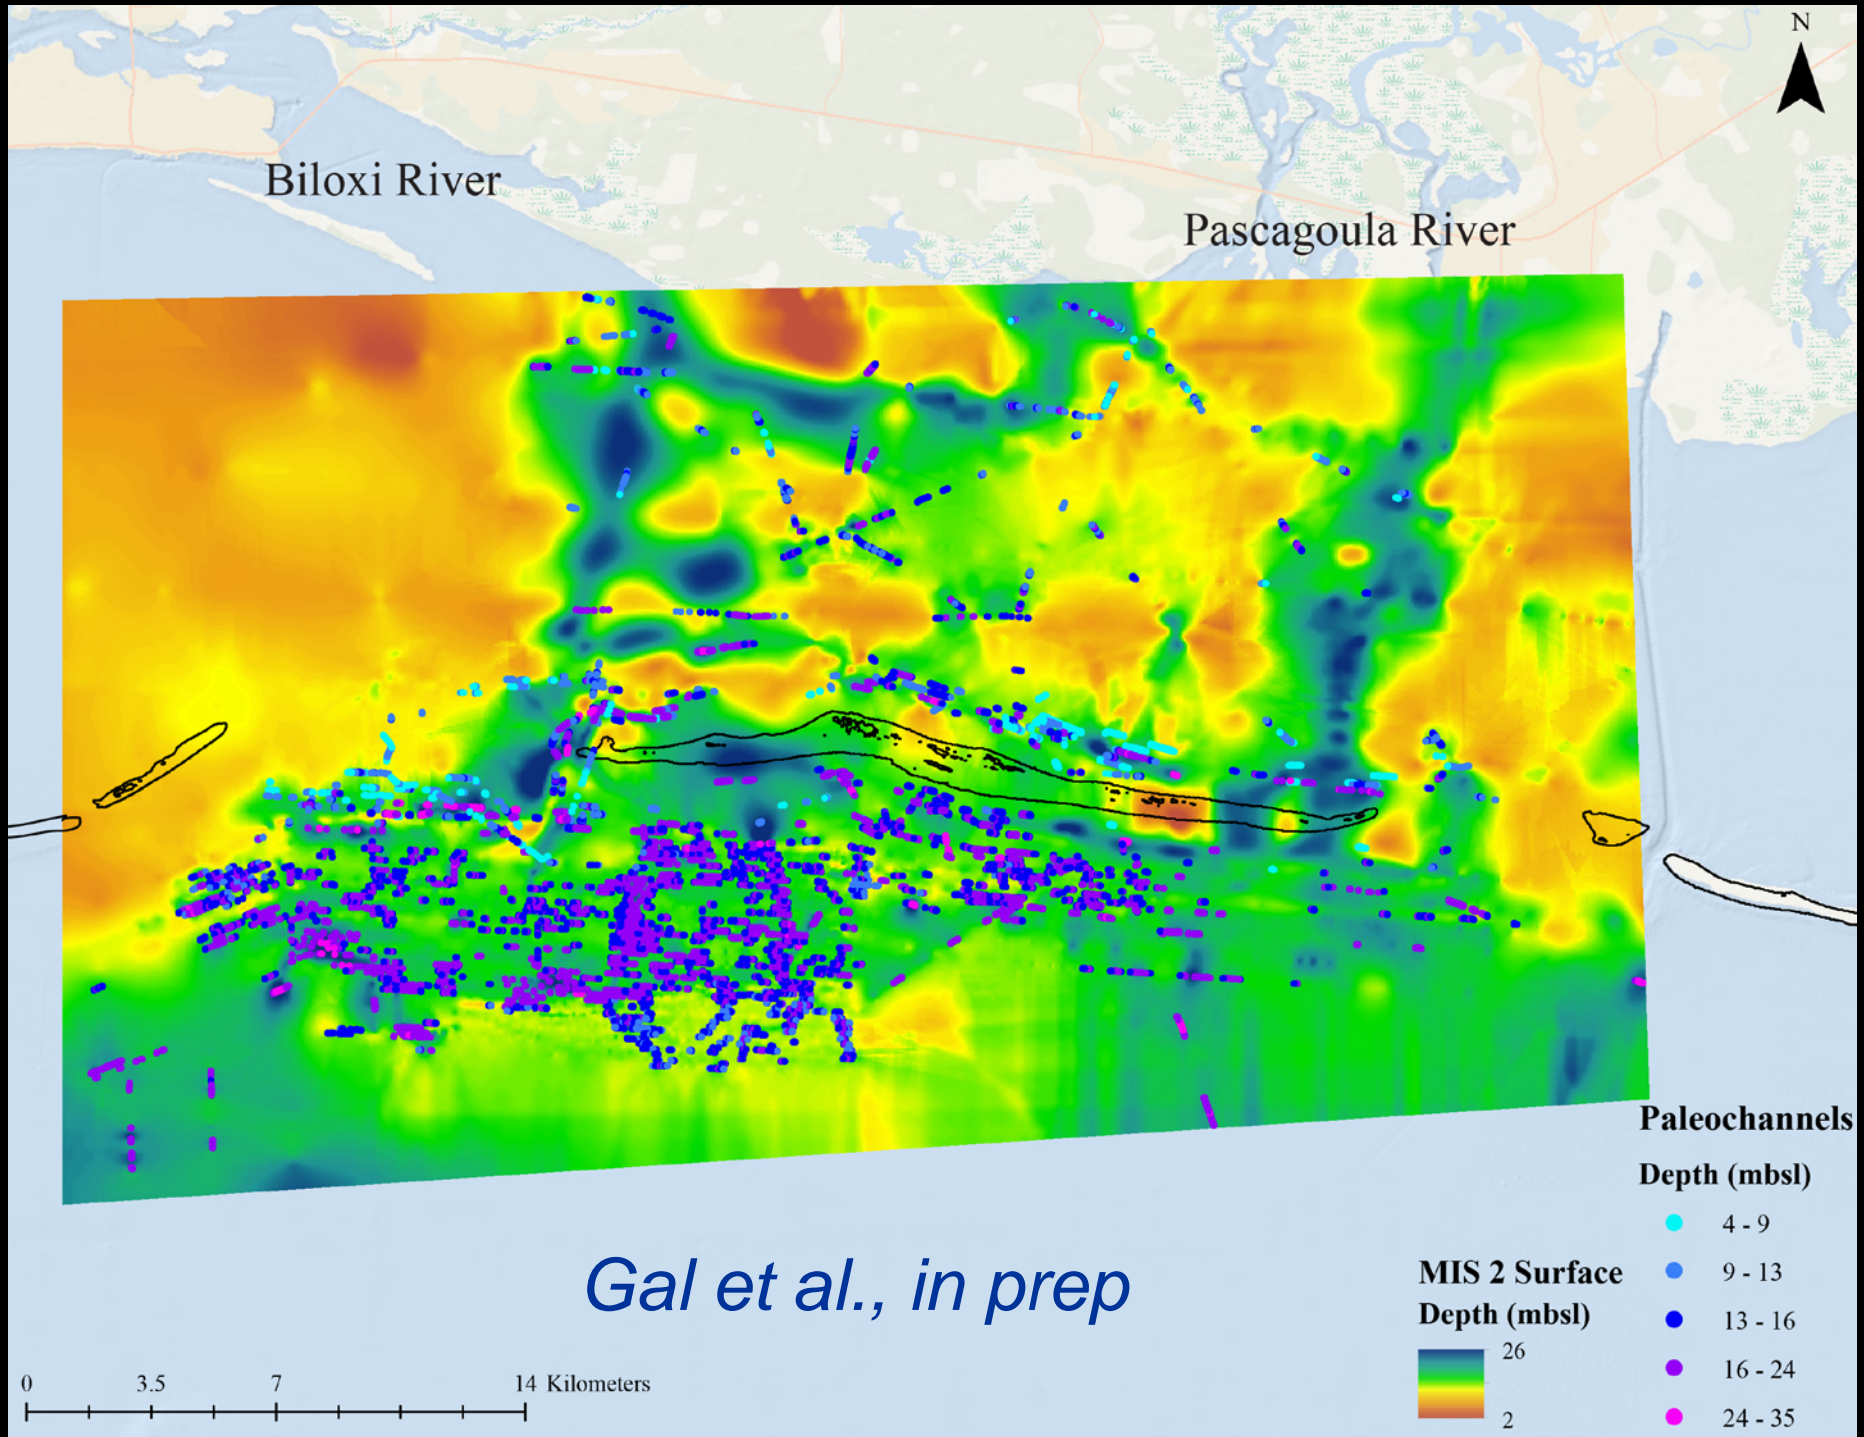 N
Biloxi River
Pascagoula River
Paleochannels
Depth (mbsl)
4 - 9
9 - 13
13 - 16
16 - 24
24 - 35
MIS 2 Surface
Depth (mbsl)
26
2
Gal et al., in prep
0 3.5 7 14 Kilometers